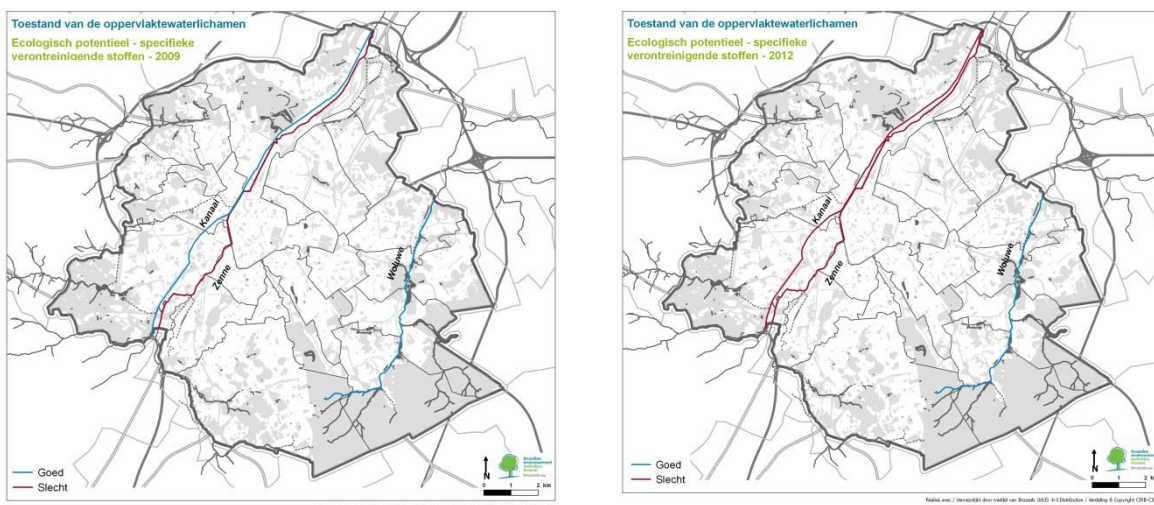 Toestand van de oppervlaktewaterlichamen
Ecologisch potentieel - specifieke
verontreinigende stoffen - 2009
Kanaal
Zenne
Woluwe
Goed
Slecht
N
0 1 2 km
Toestand van de oppervlaktewaterlichamen
Ecologisch potentieel - specifieke
verontreinigende stoffen - 2012
Kanaal
Zenne
Woluwe
Goed
Slecht
N
0 1 2 km